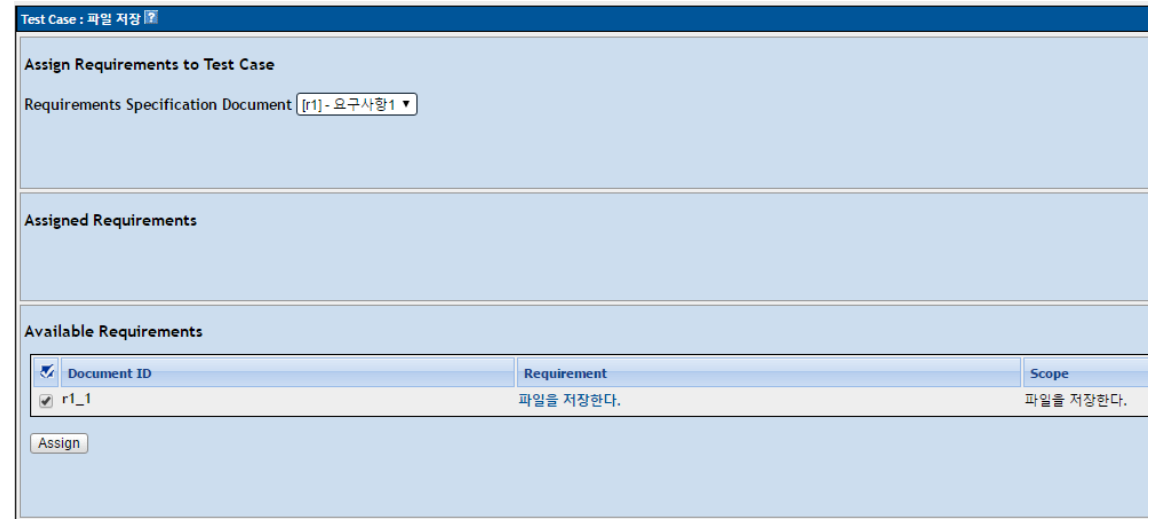 Test Case : 파일 저장 ?
Assign Requirements to Test Case
Requirements Specification Document [r1] - 요구사항1 ▼
Assigned Requirements
Available Requirements
Document ID Requirement Scope
r1_1 파일을 저장한다. 파일을 저장한다.
Assign